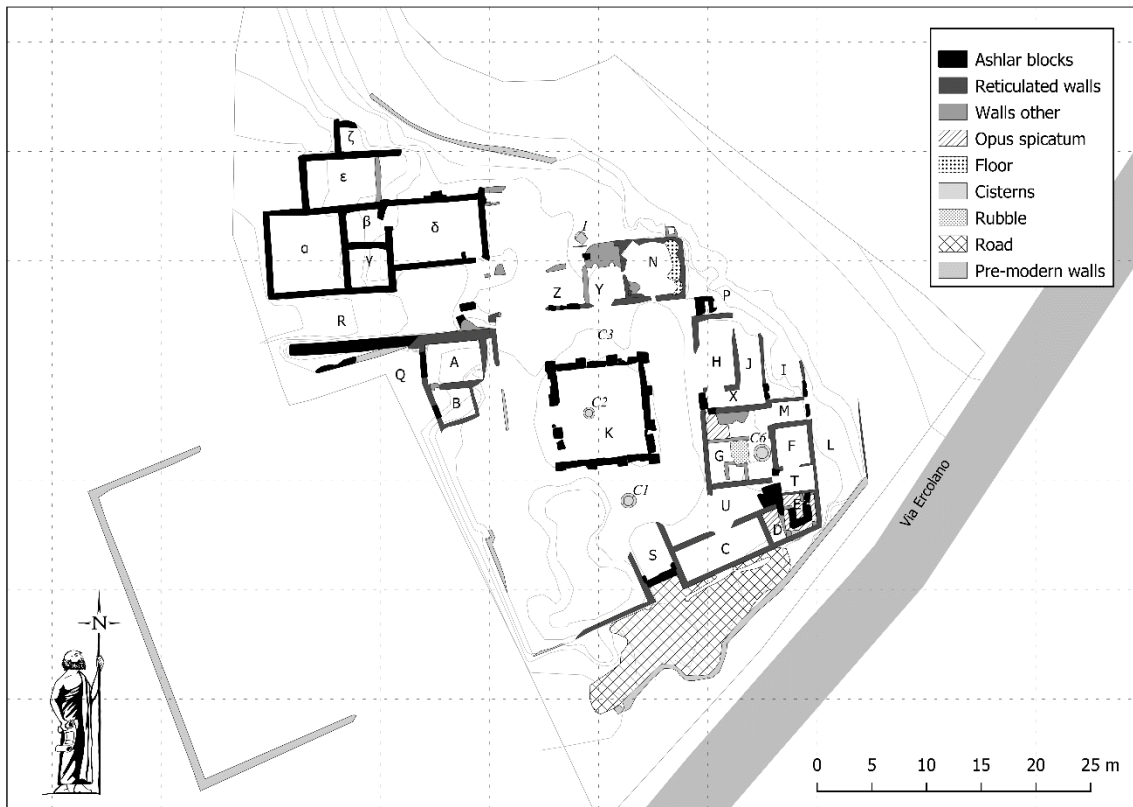 Ashlar blocks
Reticulated walls
Walls other
Opus spicatum
Floor
Cisterns
Rubble
Road
Pre-modern walls
ζ
ε
β
α
δ
γ
R
Q
A
B
Z
Y
N
P
C3
C2
K
H
J
I
X
M
C6
F
L
G
T
E
C1
U
D
S
C
Via Ercolano
N
0 5 10 15 20 25 m